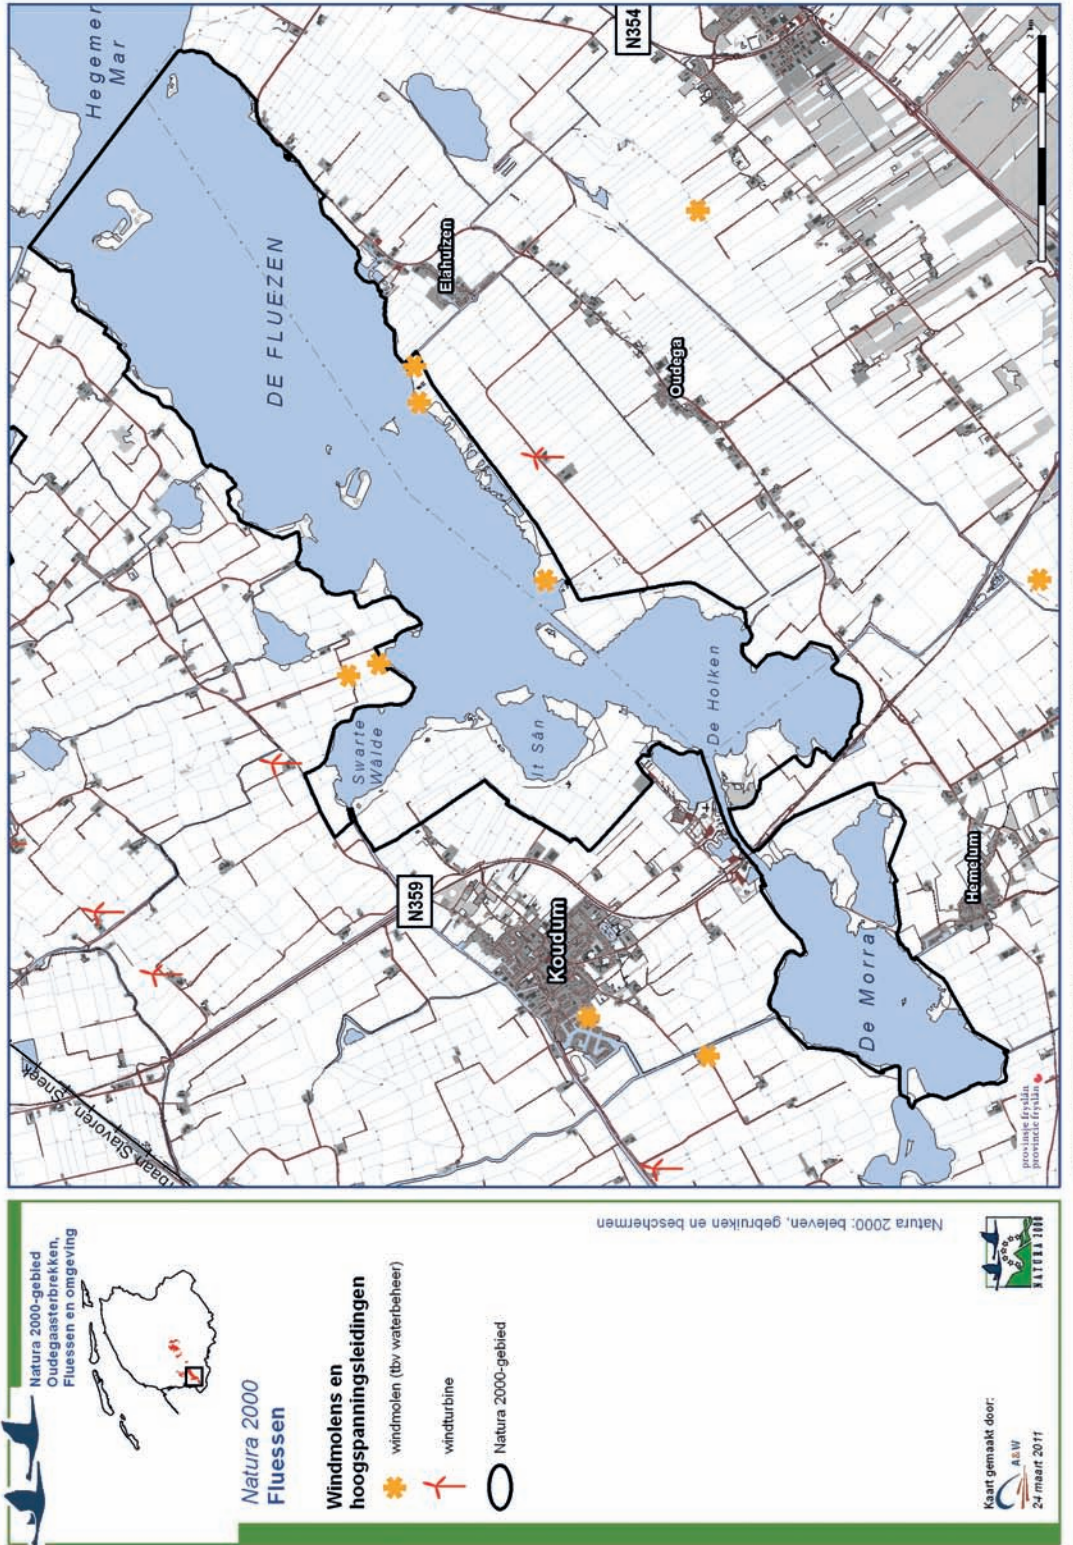 Natura 2000-gebied
Oudegaasterbrekken,
Fluessen en omgeving
Natura 2000
Fluessen
Windmolens en
hoogspanningsleidingen
windmolen (tbv waterbeheer)
windturbine
Natura 2000-gebied
Natura 2000: beleven, gebruiken en beschermen
Kaart gemaakt door:
A&W
24 maart 2011
NATURA 2000
Hegemer
Mar
DE FLUEZEN
N354
Elahuizen
Oudega
Swarte
Wâlde
It Sân
De Holken
N359
Koudum
Hemelum
De Morra
rbaan Stavoren - Sneek
provinsje fryslân
provincie fryslân
0
2 km